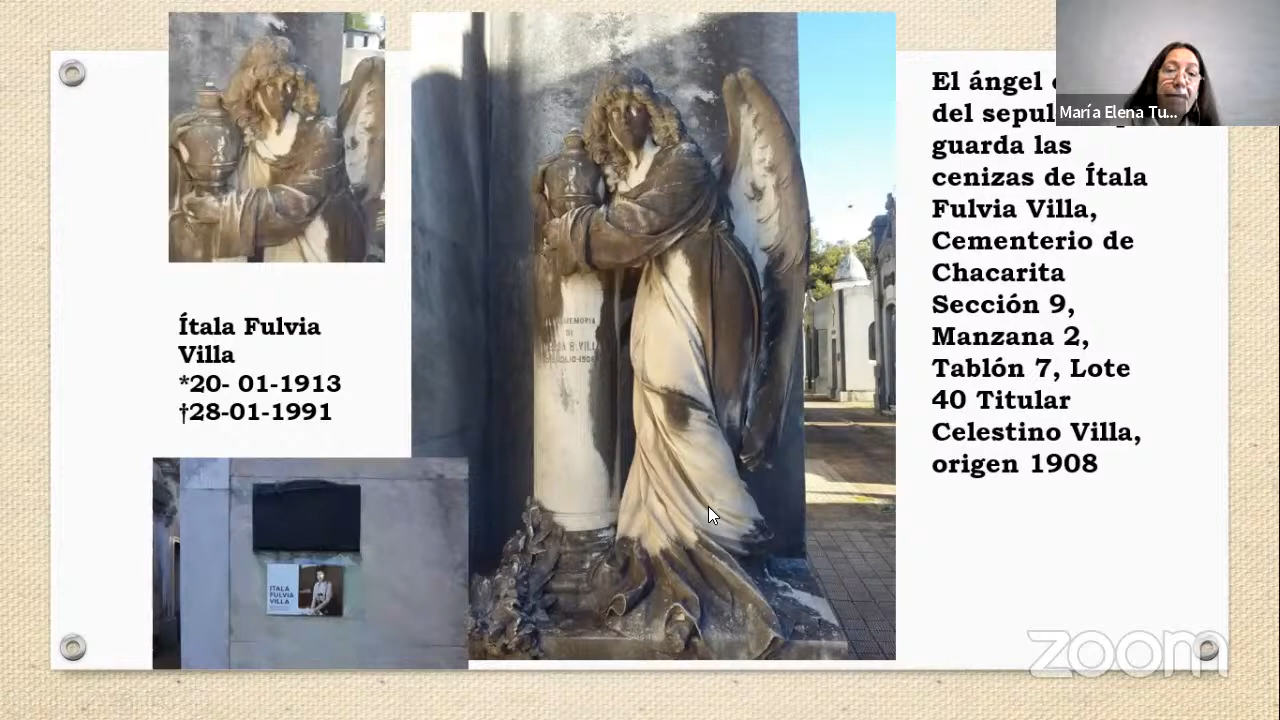 El ángel
del
guarda las
cenizas de Ítala
Fulvia Villa,
Cementerio de
Chacarita
Sección 9,
Manzana 2,
Tablón 7, Lote
40 Titular
Celestino Villa,
origen 1908
María Elena Tu...
Ítala Fulvia
Villa
*20- 01-1913
†28-01-1991
MEMORIA
VILLA
ITALA
FULVIA
VILLA
zoom